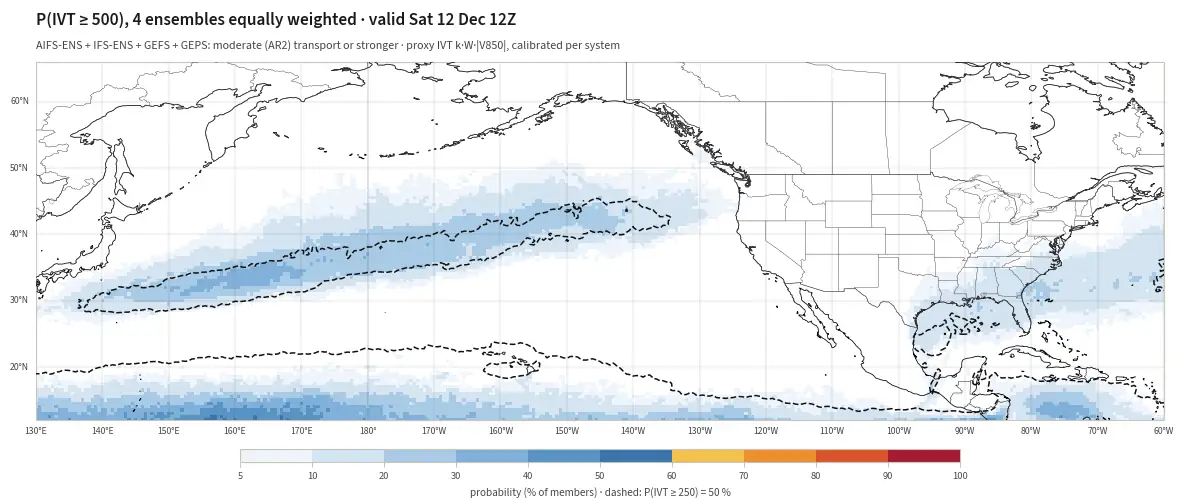 P(IVT ≥ 500), 4 ensembles equally weighted · valid Sat 12 Dec 12Z
AIFS-ENS + IFS-ENS + GEFS + GEPS: moderate (AR2) transport or stronger · proxy IVT k·W·|V850|, calibrated per system
60°N
50°N
40°N
30°N
20°N
130°E 140°E 150°E 160°E 170°E 180° 170°W 160°W 150°W 140°W 130°W 120°W 110°W 100°W 90°W 80°W 70°W 60°W
5 10 20 30 40 50 60 70 80 90 100
probability (% of members) · dashed: P(IVT ≥ 250) = 50 %